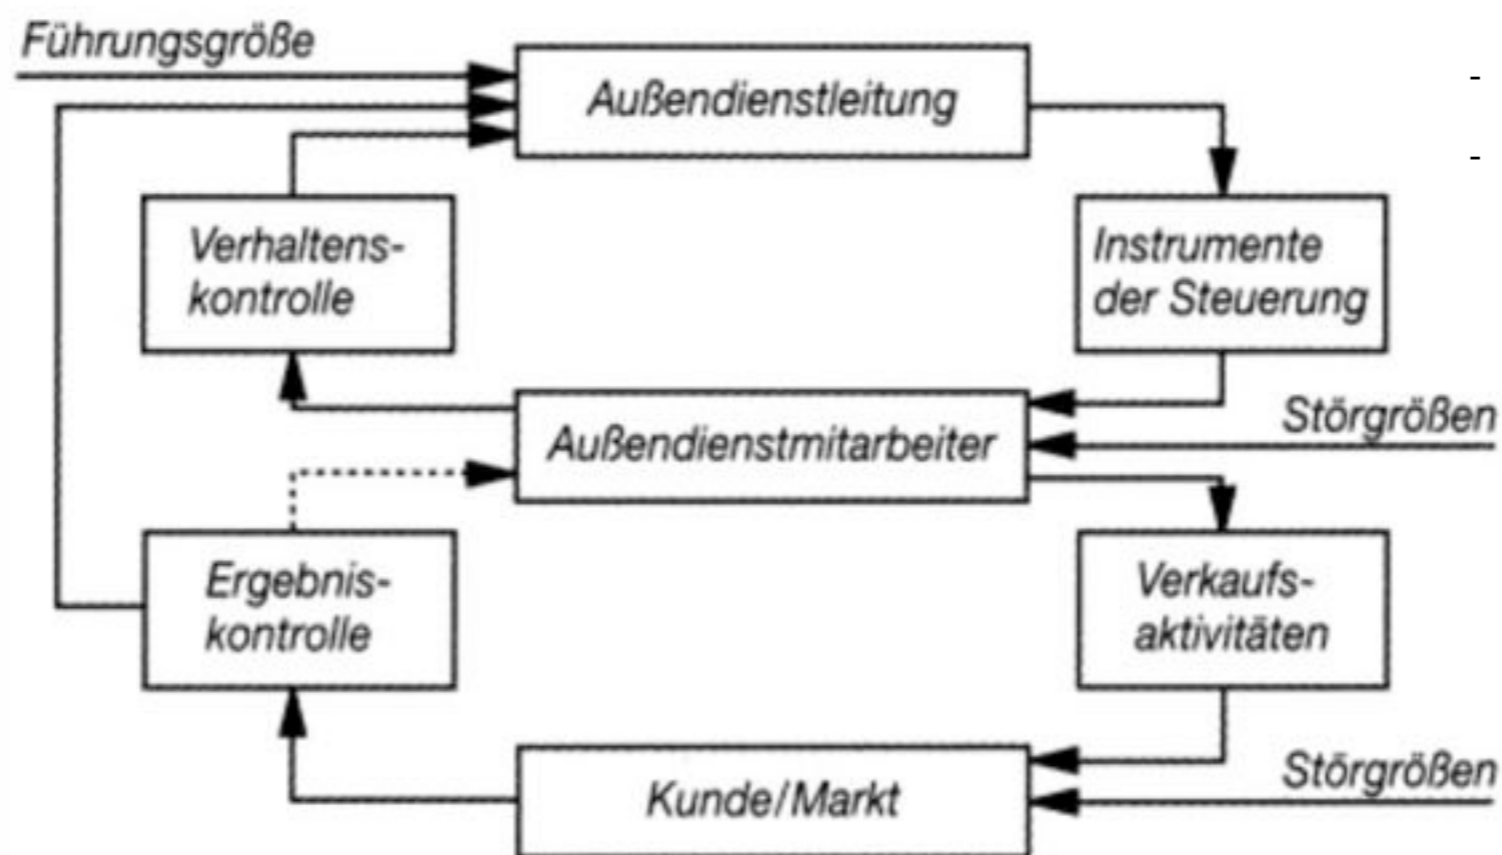 Führungsgröße
Außendienstleitung
-
-
Verhaltens-
kontrolle
Instrumente
der Steuerung
Störgrößen
Außendienstmitarbeiter
Ergebnis-
kontrolle
Verkaufs-
aktivitäten
Störgrößen
Kunde/Markt